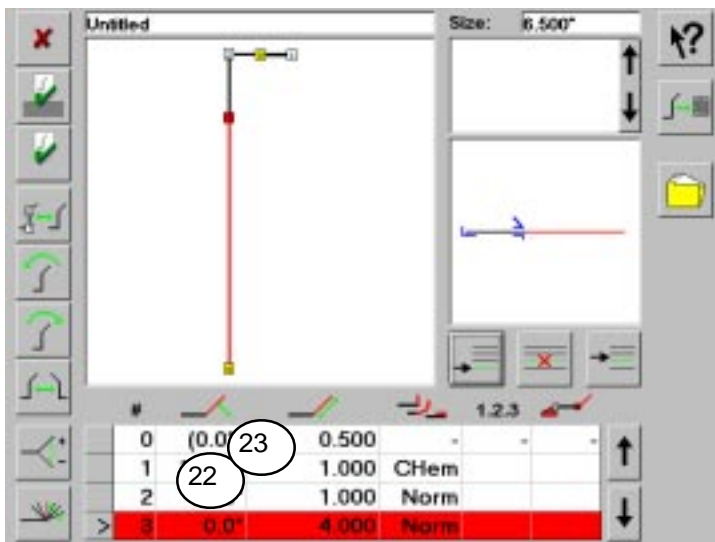 Untitled Size: 6.500"
# 1.2.3
0 (0.0 23 0.500 - - -
1 1.000 CHem
22
2 1.000 Norm
> 3 0.0° 4.000 Norm